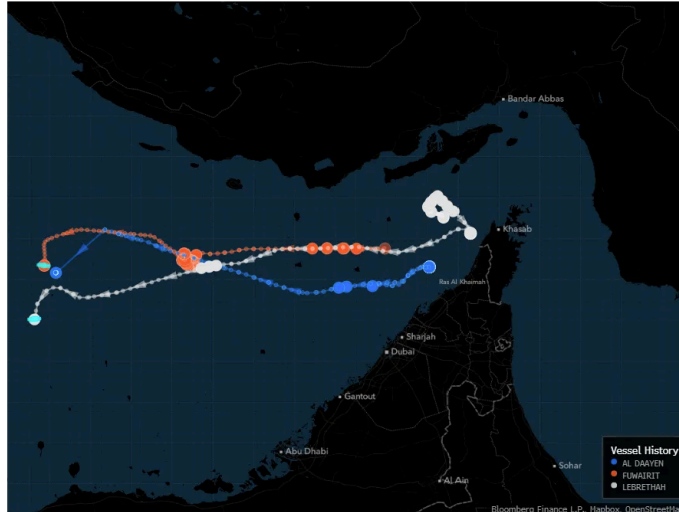 Bandar Abbas
Khasab
Ras Al Khaimah
Sharjah
Dubai
Gantout
Abu Dhabi
Al Ain
Sohar
Vessel History
AL DAAYEN
FUWAIRIT
LEBRETHAH
Bloomberg Finance L.P., Mapbox, OpenStreetMa